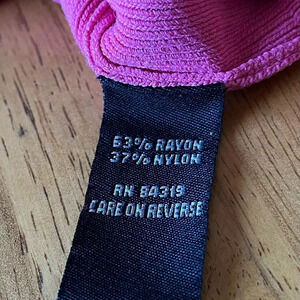 63% RAYON
37% NYLON
RN 84319
CARE ON REVERSE